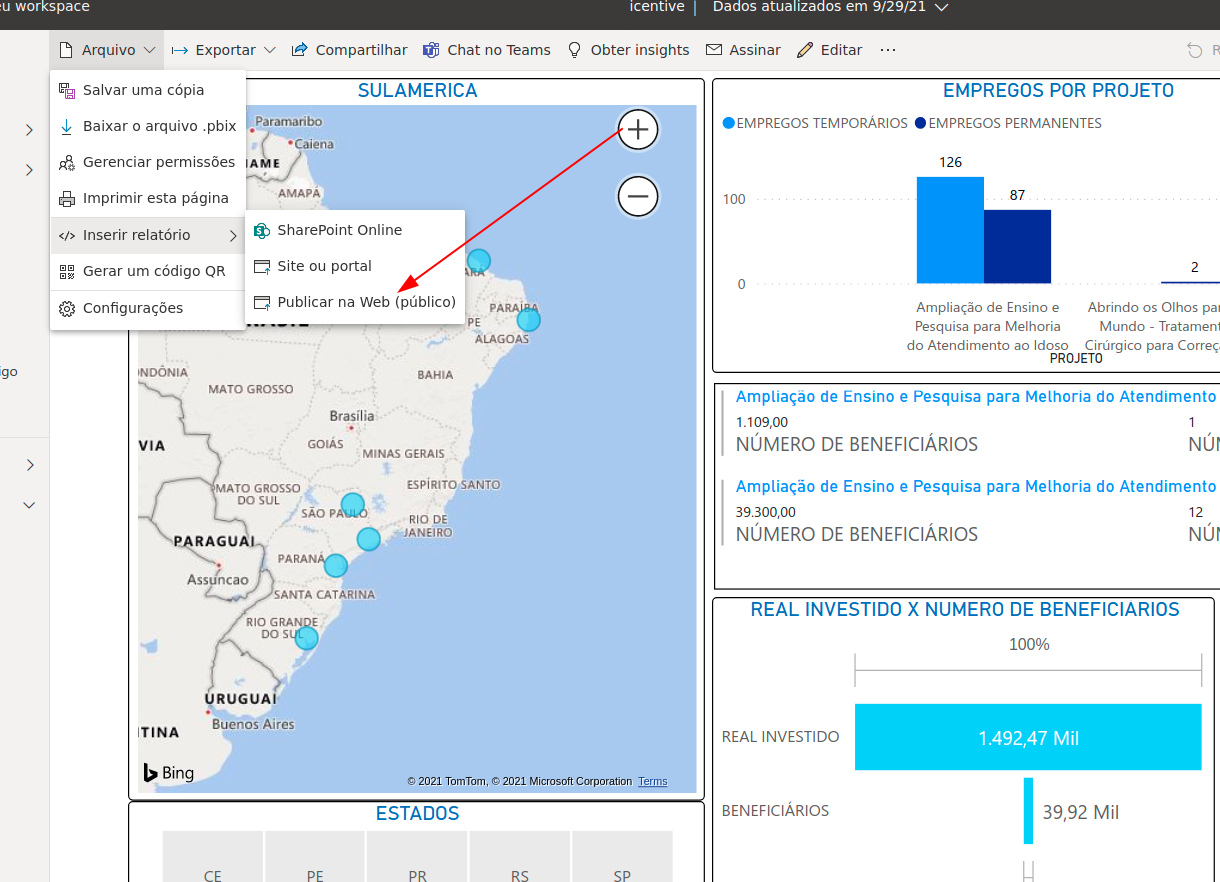 eu workspace
icentive | Dados atualizados em 9/29/21
Arquivo
Exportar
Compartilhar
Chat no Teams
Obter insights
Assinar
Editar
...
Salvar uma cópia
Baixar o arquivo .pbix
Gerenciar permissões
Imprimir esta página
Inserir relatório
Gerar um código QR
Configurações
SharePoint Online
Site ou portal
Publicar na Web (público)
igo
SULAMERICA
Paramaribo
Caiena
AMAPÁ
PARAÍBA
PE
ALAGOAS
BAHIA
MATO GROSSO
Brasília
GOIÁS
MINAS GERAIS
MATO GROSSO
DO SUL
ESPÍRITO SANTO
SÃO PAULO
RIO DE
JANEIRO
PARAGUAI
PARANÁ
Assuncao
SANTA CATARINA
RIO GRANDE
DO SUL
URUGUAI
Buenos Aires
TINA
VIA
NDÔNIA
Bing
© 2021 TomTom, © 2021 Microsoft Corporation Terms
ESTADOS
CE PE PR RS SP
EMPREGOS POR PROJETO
EMPREGOS TEMPORÁRIOS EMPREGOS PERMANENTES
126
87
2
100
0
Ampliação de Ensino e
Pesquisa para Melhoria
do Atendimento ao Idoso
Abrindo os Olhos par
Mundo - Tratament
Cirúrgico para Correç
PROJETO
Ampliação de Ensino e Pesquisa para Melhoria do Atendimento
1.109,00 1
NÚMERO DE BENEFICIÁRIOS NÚ
Ampliação de Ensino e Pesquisa para Melhoria do Atendimento
39.300,00 12
NÚMERO DE BENEFICIÁRIOS NÚ
REAL INVESTIDO X NUMERO DE BENEFICIÁRIOS
100%
REAL INVESTIDO 1.492,47 Mil
BENEFICIÁRIOS 39,92 Mil